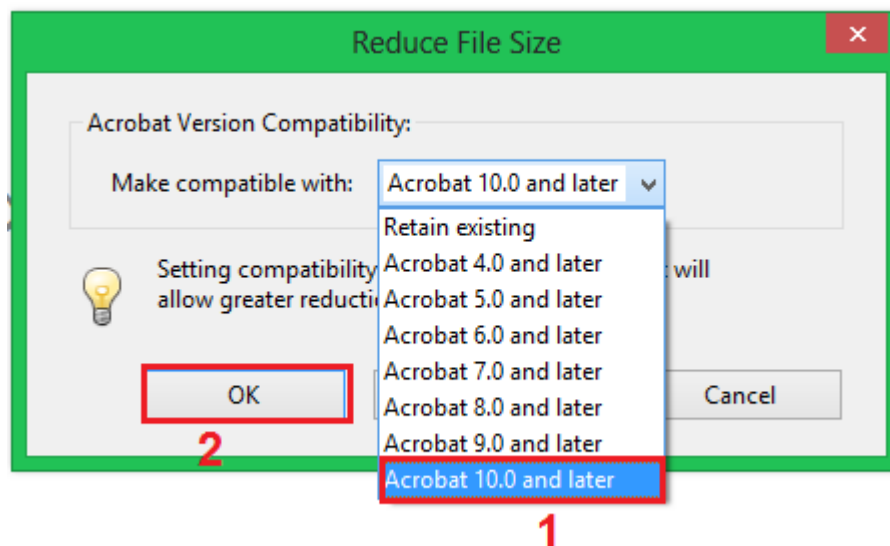 Reduce File Size
Acrobat Version Compatibility:
Make compatible with: Acrobat 10.0 and later
Retain existing
Setting compatibility
Acrobat 4.0 and later
will
allow greater
Acrobat 5.0 and later
Acrobat 6.0 and later
Acrobat 7.0 and later
OK
Cancel
Acrobat 8.0 and later
2
Acrobat 9.0 and later
Acrobat 10.0 and later
1